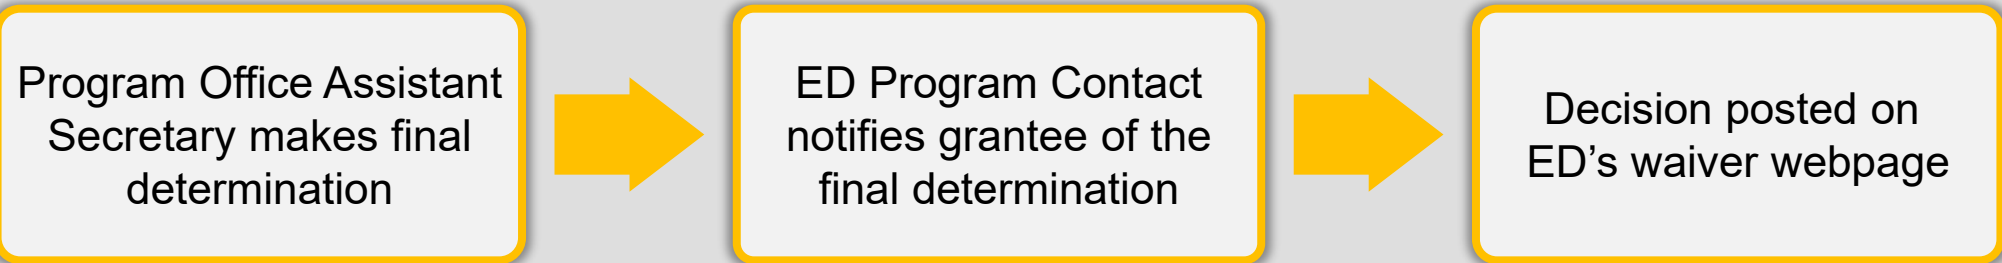 Program Office Assistant
Secretary makes final
determination
ED Program Contact
notifies grantee of the
final determination
Decision posted on
ED’s waiver webpage